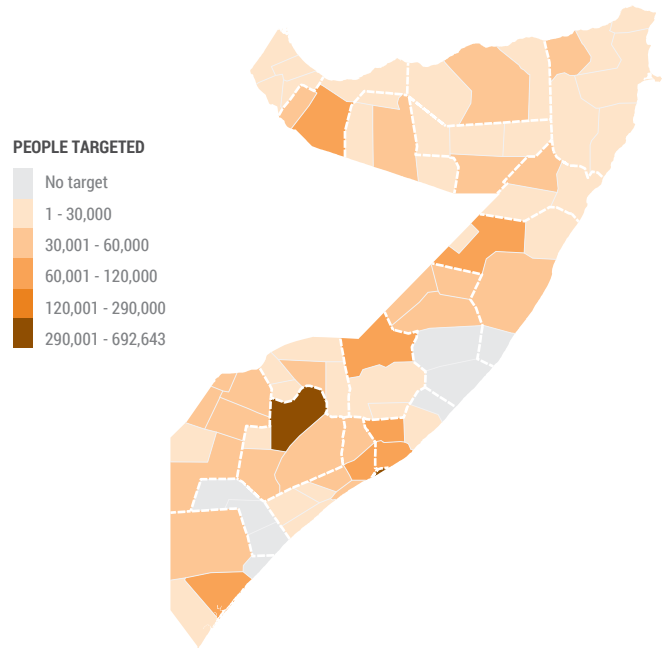 PEOPLE TARGETED
No target
1 - 30,000
30,001 - 60,000
60,001 - 120,000
120,001 - 290,000
290,001 - 692,643